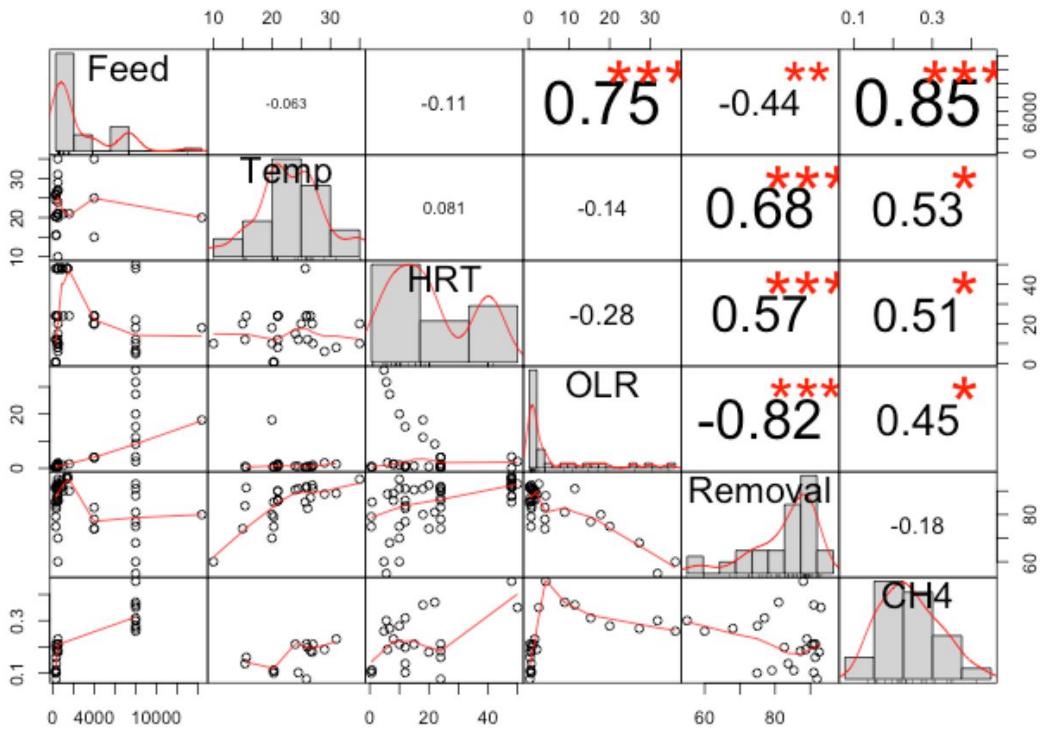 10 20 30 0 10 20 30 0.1 0.3
Feed -0.063 -0.11 0.75 *** -0.44 ** 0.85 *** 0 6000
10 20 30 Temp 0.081 -0.14 0.68 *** 0.53 *
HRT -0.28 0.57 *** 0.51 * 0 20 40
0 20 OLR -0.82 *** 0.45 *
Removal -0.18 60 80
0.1 0.3 CH4
0 4000 10000 0 20 40 60 80